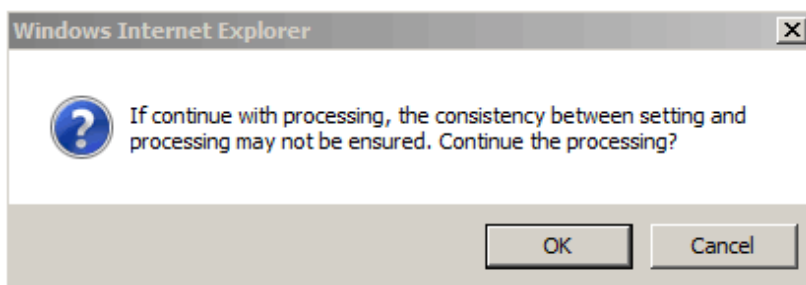 Windows Internet Explorer
If continue with processing, the consistency between setting and
processing may not be ensured. Continue the processing?
OK
Cancel